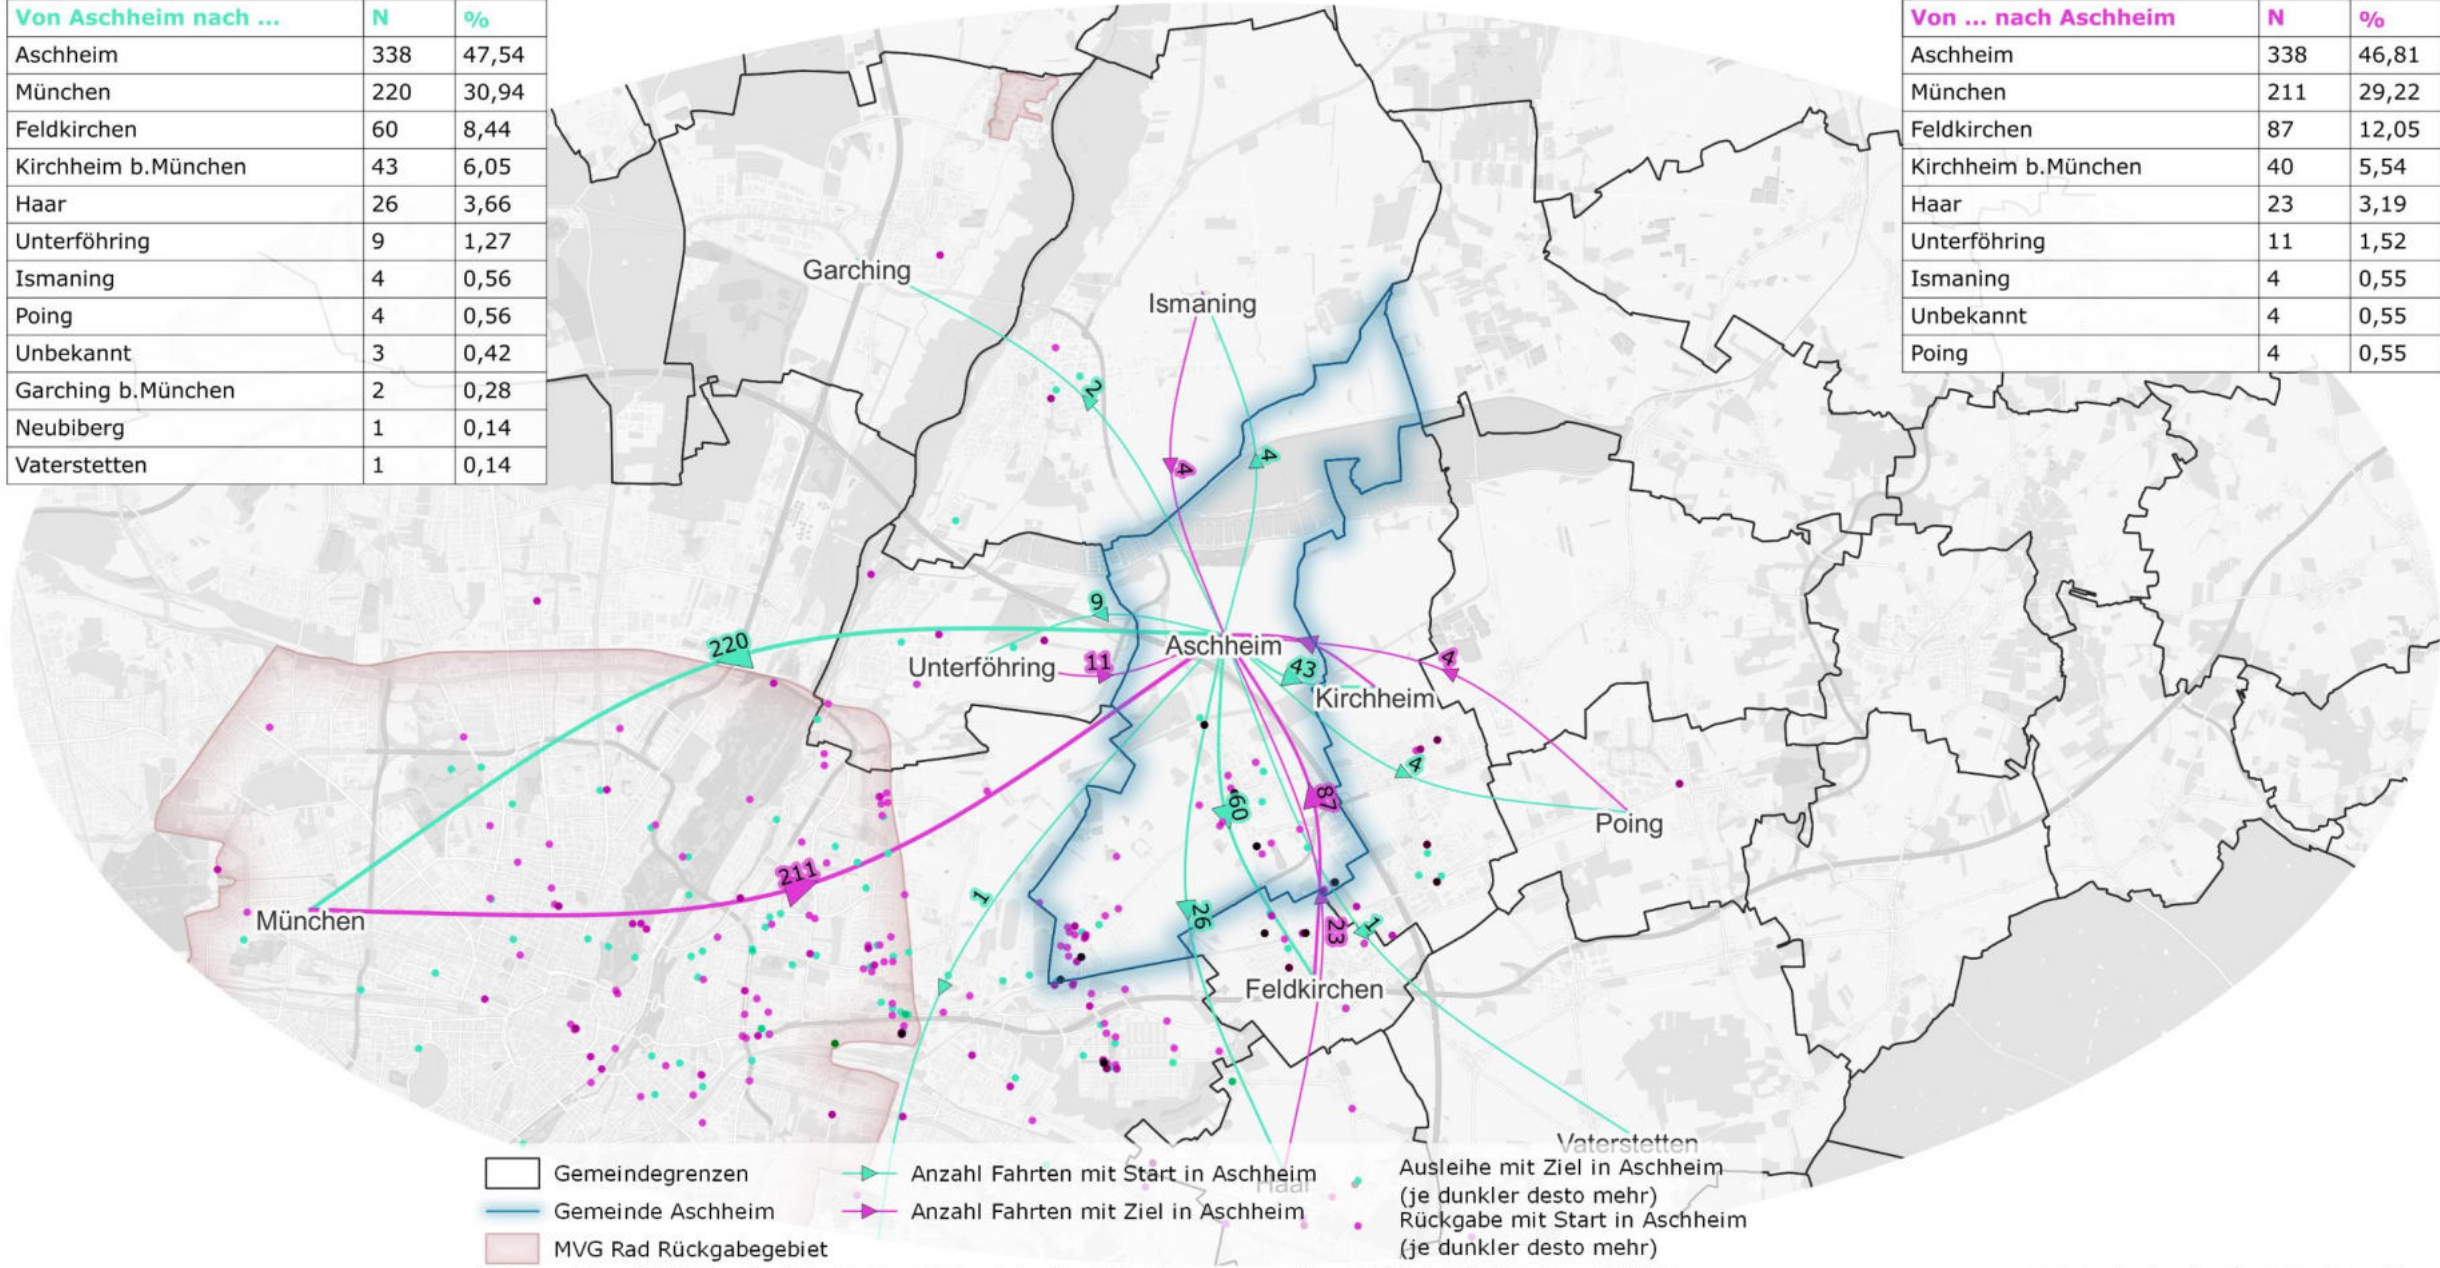 Von Aschheim nach ... N %
Aschheim 338 47,54
München 220 30,94
Feldkirchen 60 8,44
Kirchheim b.München 43 6,05
Haar 26 3,66
Unterföhring 9 1,27
Ismaning 4 0,56
Poing 4 0,56
Unbekannt 3 0,42
Garching b.München 2 0,28
Neubiberg 1 0,14
Vaterstetten 1 0,14
Von ... nach Aschheim N %
Aschheim 338 46,81
München 211 29,22
Feldkirchen 87 12,05
Kirchheim b.München 40 5,54
Haar 23 3,19
Unterföhring 11 1,52
Ismaning 4 0,55
Unbekannt 4 0,55
Poing 4 0,55
Garching
Ismaning
2
4
4
9
220
Aschheim
Unterföhring
11
43
4
Kirchheim
4
60
87
Poing
211
München
1
26
23
1
Feldkirchen
Vaterstetten
Haar
Gemeindegrenzen
Gemeinde Aschheim
MVG Rad Rückgabegebiet
Anzahl Fahrten mit Start in Aschheim
Anzahl Fahrten mit Ziel in Aschheim
Ausleihe mit Ziel in Aschheim
(je dunkler desto mehr)
Rückgabe mit Start in Aschheim
(je dunkler desto mehr)